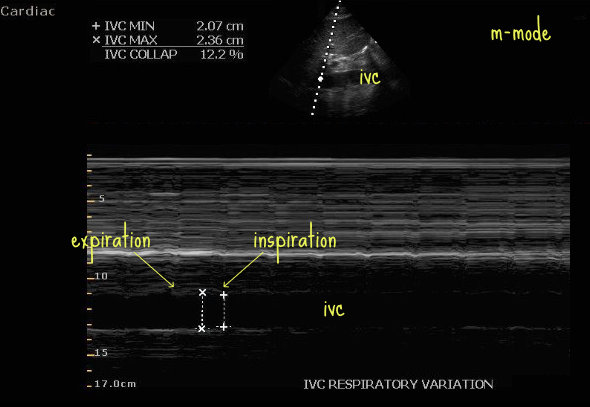 Cardiac
+ IVC MIN 2.07 cm
× IVC MAX 2.36 cm
IVC COLLAP 12.2 %
m-mode
ivc
5
expiration inspiration
10
ivc
15
17.0cm
IVC RESPIRATORY VARIATION